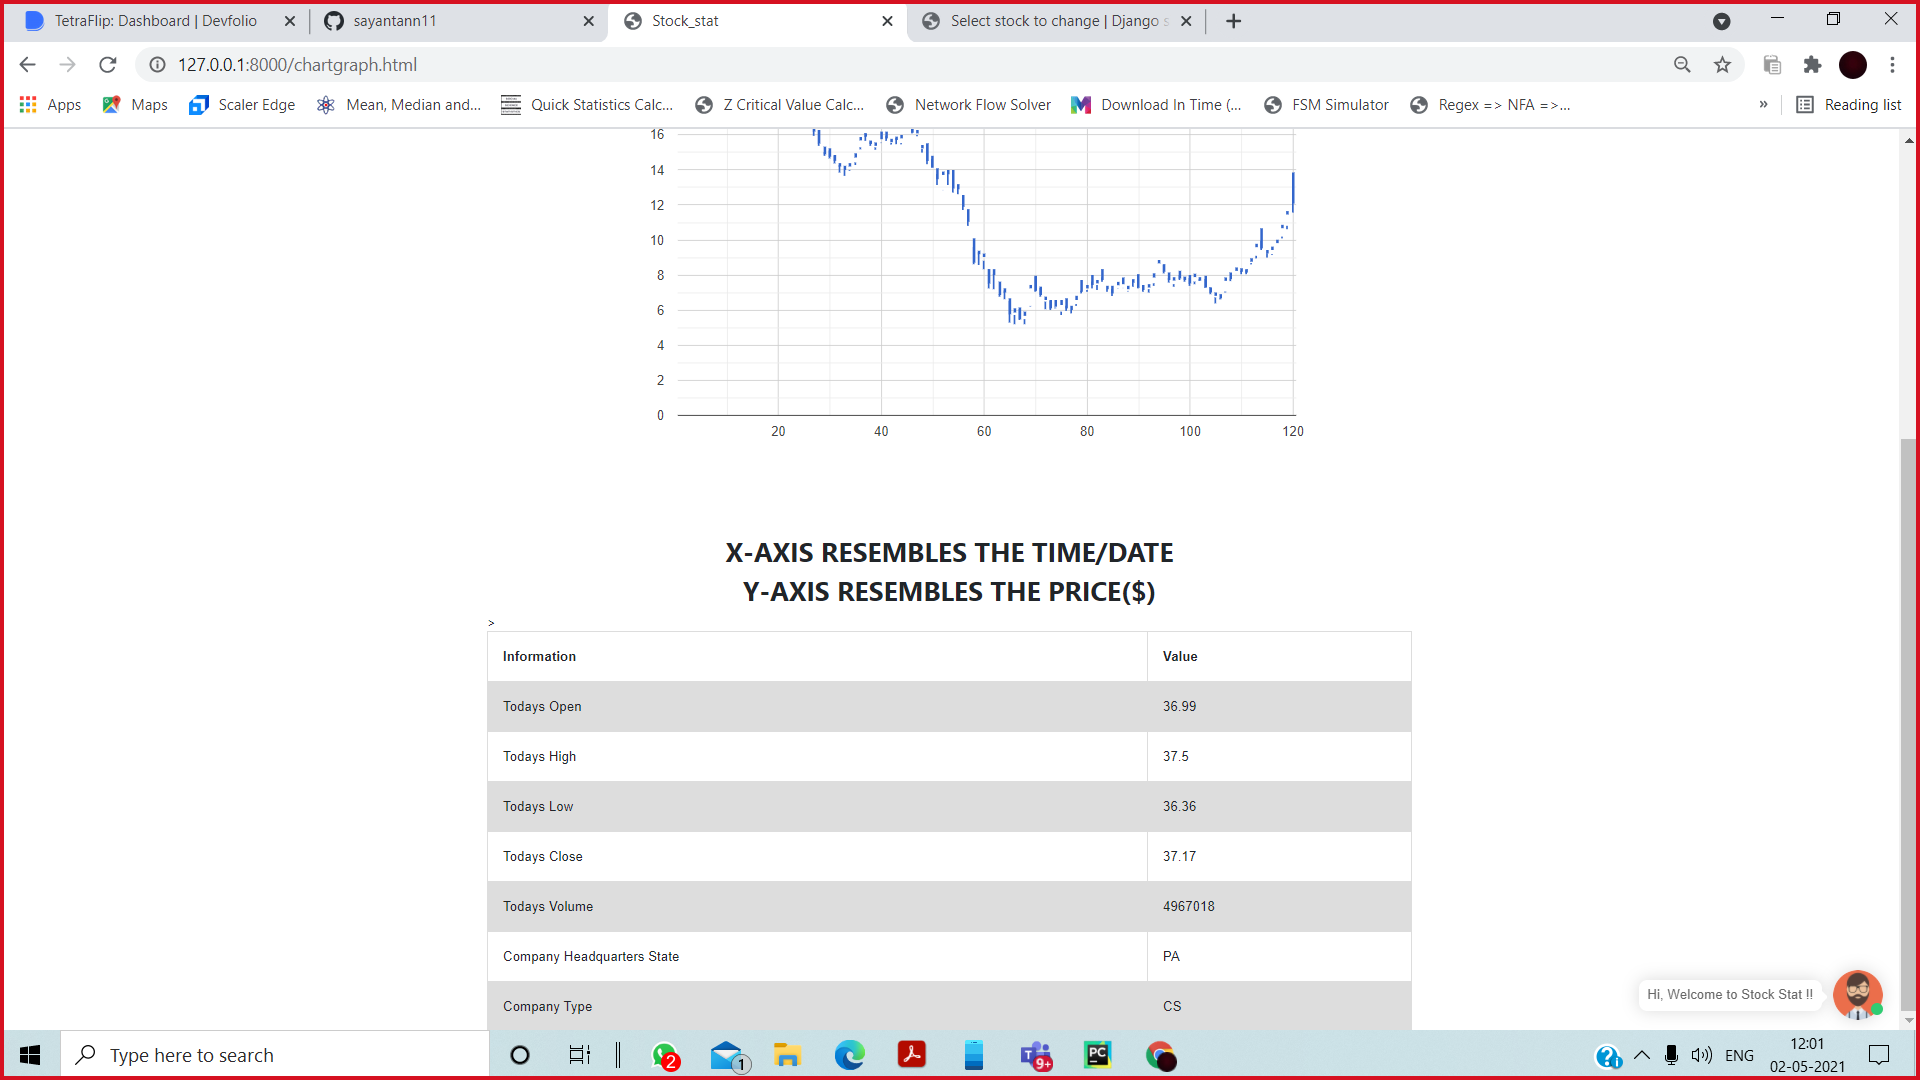 TetraFlip: Dashboard | Devfolio
sayantann11
Stock_stat
Select stock to change | Django s
127.0.0.1:8000/chartgraph.html
Apps
Maps
Scaler Edge
Mean, Median and...
Quick Statistics Calc...
Z Critical Value Calc...
Network Flow Solver
Download In Time (...
FSM Simulator
Regex => NFA =>...
»
Reading list
16
14
12
10
8
6
4
2
0
20 40 60 80 100 120
X-AXIS RESEMBLES THE TIME/DATE
Y-AXIS RESEMBLES THE PRICE($)
>
Information Value
Todays Open 36.99
Todays High 37.5
Todays Low 36.36
Todays Close 37.17
Todays Volume 4967018
Company Headquarters State PA
Company Type CS
Hi, Welcome to Stock Stat !!
Type here to search
2
1
9+
PC
ENG
12:01
02-05-2021